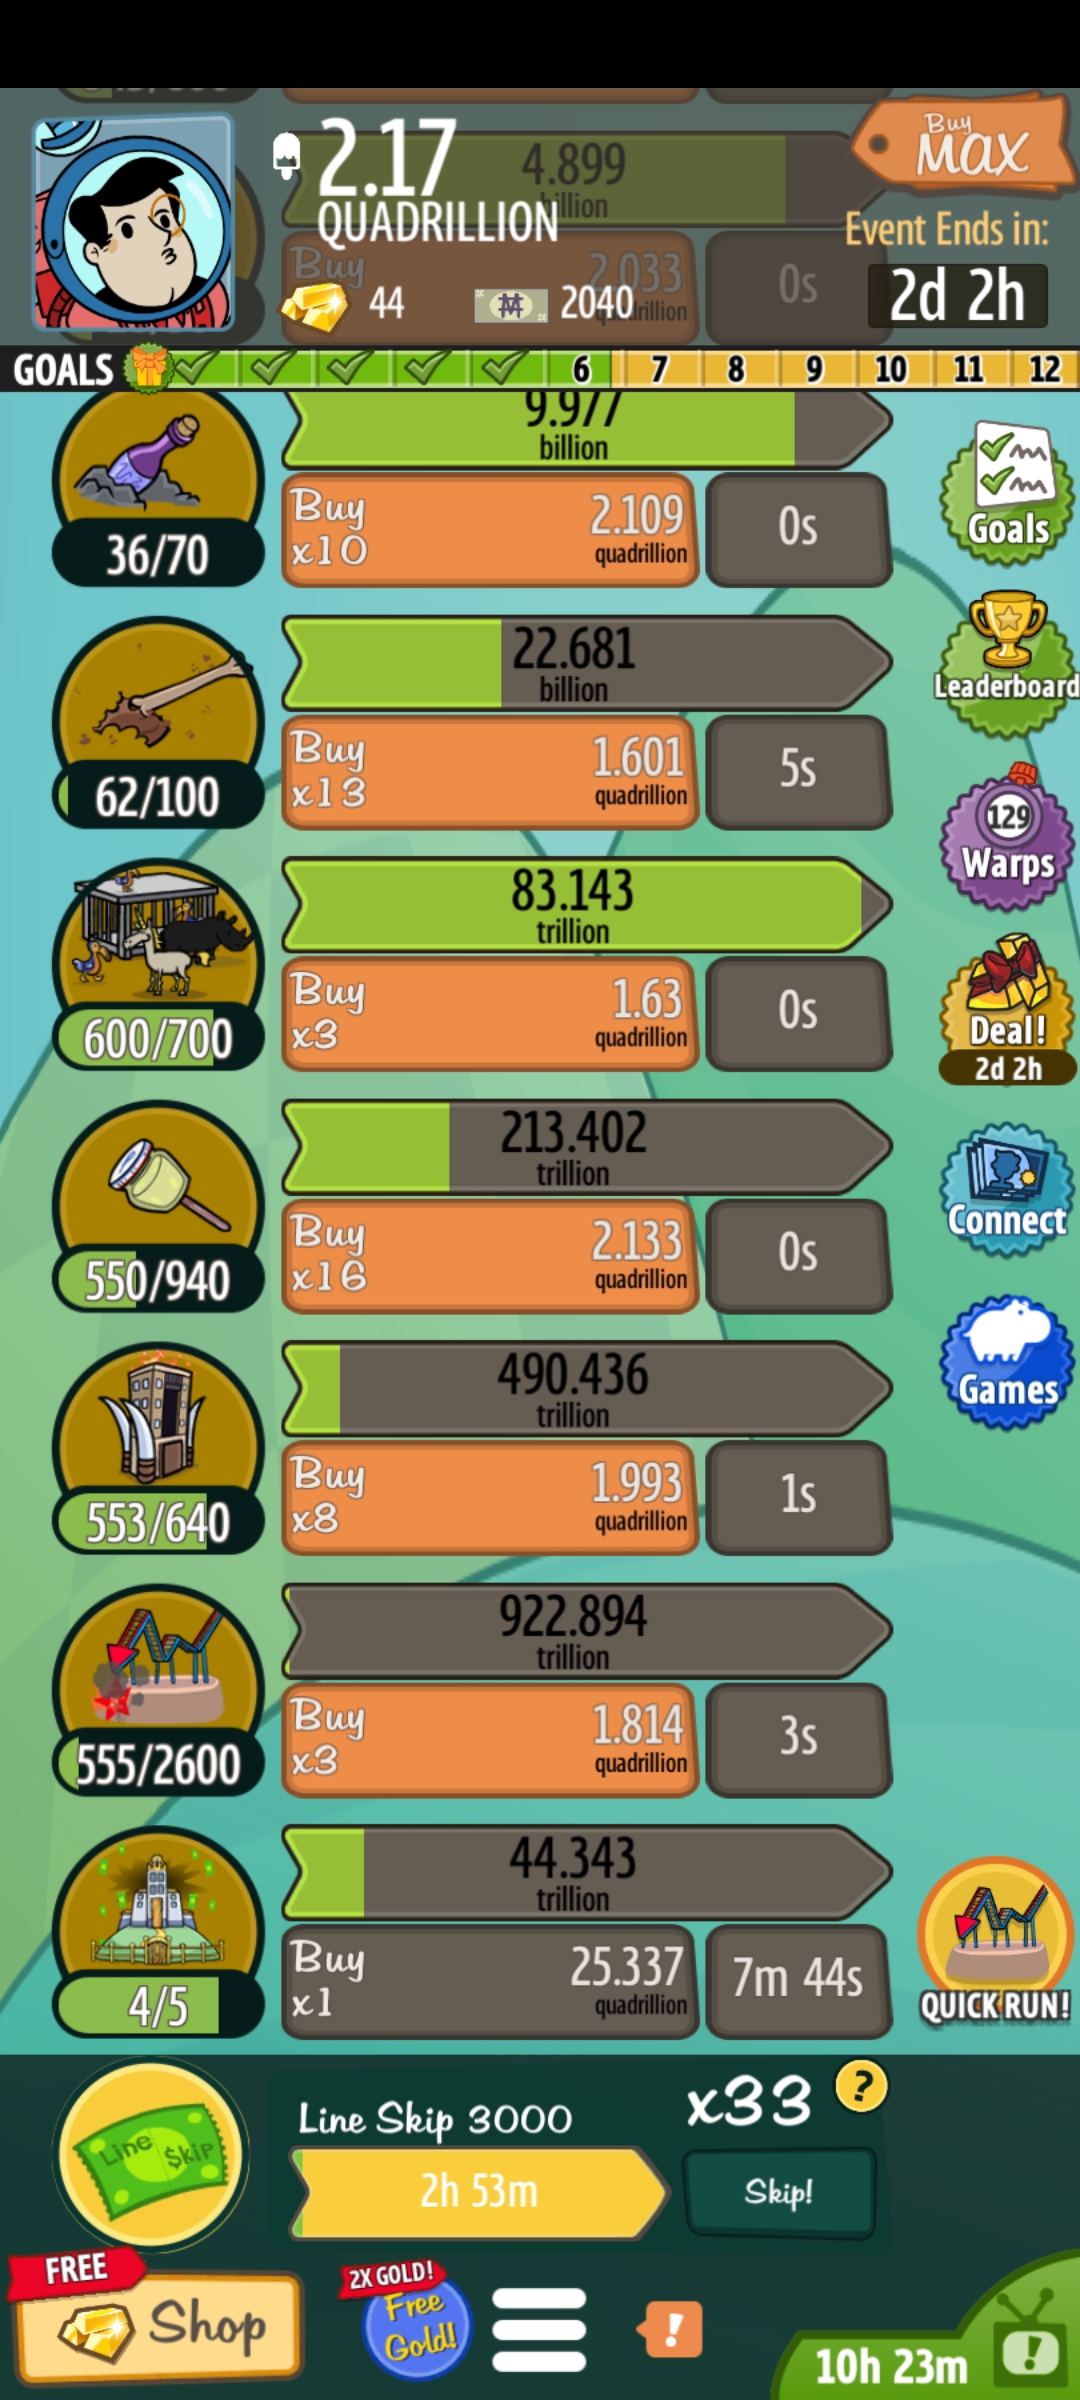 2.17
QUADRILLION
4.899
billion
Buy
MAX
Event Ends in:
2d 2h
Buy
2.033
0s
44
2040
GOALS
6
7
8
9
10
11
12
9.977
billion
36/70
Buy
x10
2.109
quadrillion
0s
Goals
22.681
billion
62/100
Buy
x13
1.601
quadrillion
5s
Leaderboard
129
Warps
83.143
trillion
600/700
Buy
x3
1.63
quadrillion
0s
Deal!
2d 2h
213.402
trillion
550/940
Buy
x16
2.133
quadrillion
0s
Connect
490.436
trillion
553/640
Buy
x8
1.993
quadrillion
1s
Games
922.894
trillion
555/2600
Buy
x3
1.814
quadrillion
3s
44.343
trillion
4/5
Buy
x1
25.337
quadrillion
7m 44s
QUICK RUN!
Line $kip
Line Skip 3000
x33
?
2h 53m
Skip!
FREE
Shop
2X GOLD!
Free
Gold!
!
10h 23m
!